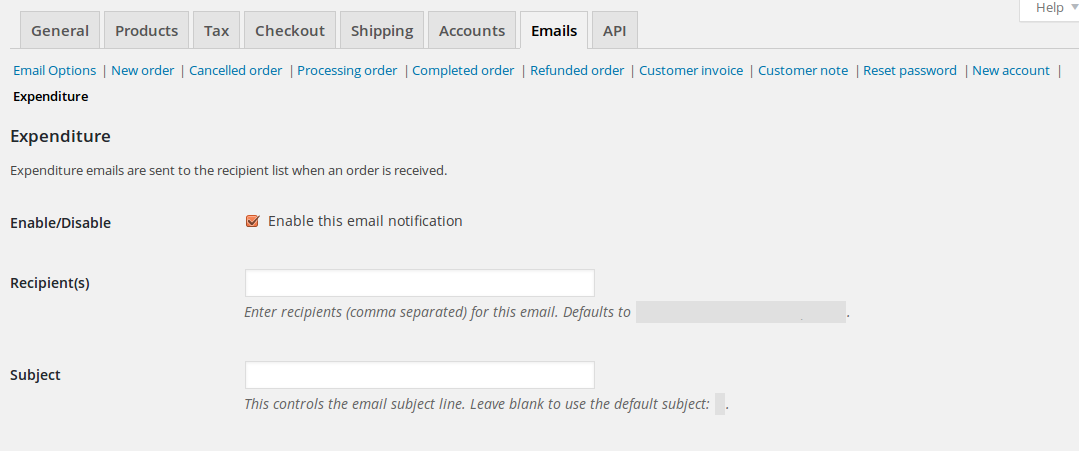 Help
General Products Tax Checkout Shipping Accounts Emails API
Email Options | New order | Cancelled order | Processing order | Completed order | Refunded order | Customer invoice | Customer note | Reset password | New account |
Expenditure
Expenditure
Expenditure emails are sent to the recipient list when an order is received.
Enable/Disable Enable this email notification
Recipient(s)
Enter recipients (comma separated) for this email. Defaults to .
Subject
This controls the email subject line. Leave blank to use the default subject: .